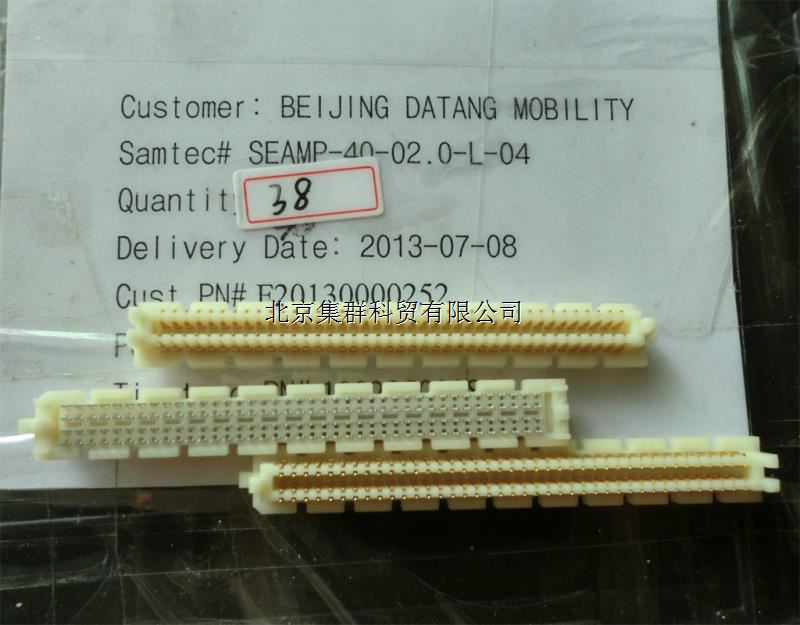 Customer: BEIJING DATANG MOBILITY
Samtec# SEAMP-40-02.0-L-04
Quantit
38
Delivery Date: 2013-07-08
Cust PN# F20130000252
北京集群科贸有限公司